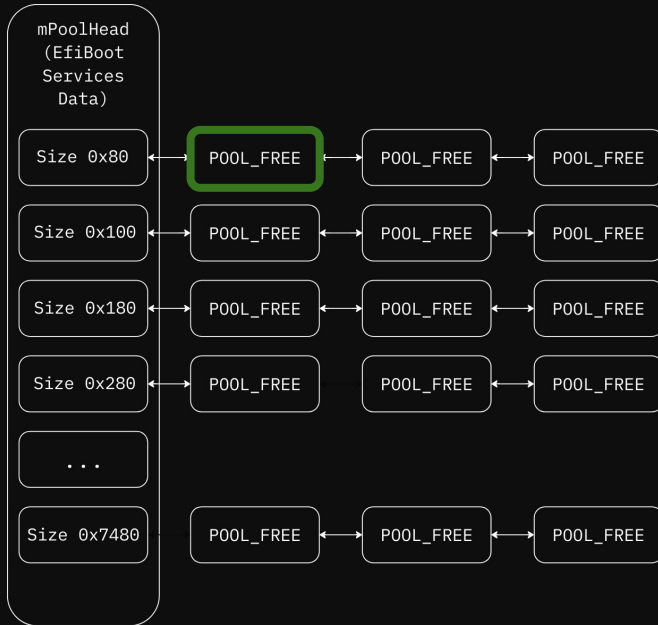 mPoolHead
(EfiBoot
Services
Data)
Size 0x80
POOL_FREE
POOL_FREE
POOL_FREE
Size 0x100
POOL_FREE
POOL_FREE
POOL_FREE
Size 0x180
POOL_FREE
POOL_FREE
POOL_FREE
Size 0x280
POOL_FREE
POOL_FREE
POOL_FREE
...
Size 0x7480
POOL_FREE
POOL_FREE
POOL_FREE